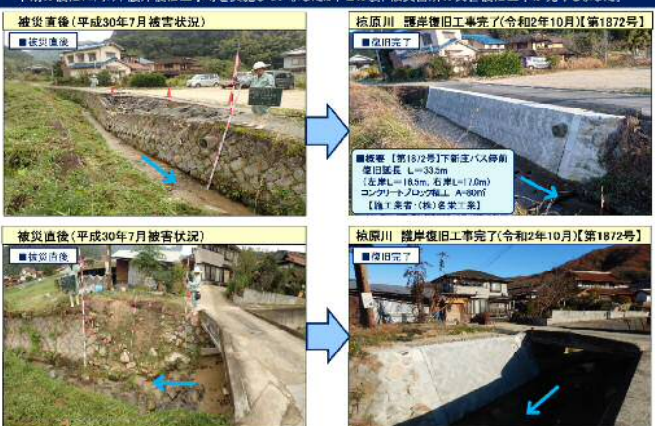 被災直後(平成30年7月被害状況)
■被災直後
椋原川 護岸復旧工事完了(令和2年10月)【第1872号】
■復旧完了
■概要【第1872号】下新庄バス停前
復旧延長 L=33.5m
(左岸L=16.5m, 右岸L=17.0m)
コンクリートブロック積工 A=80㎡
【施工業者:(株)名栄工業】
被災直後(平成30年7月被害状況)
■被災直後
椋原川 護岸復旧工事完了(令和2年10月)【第1872号】
■復旧完了